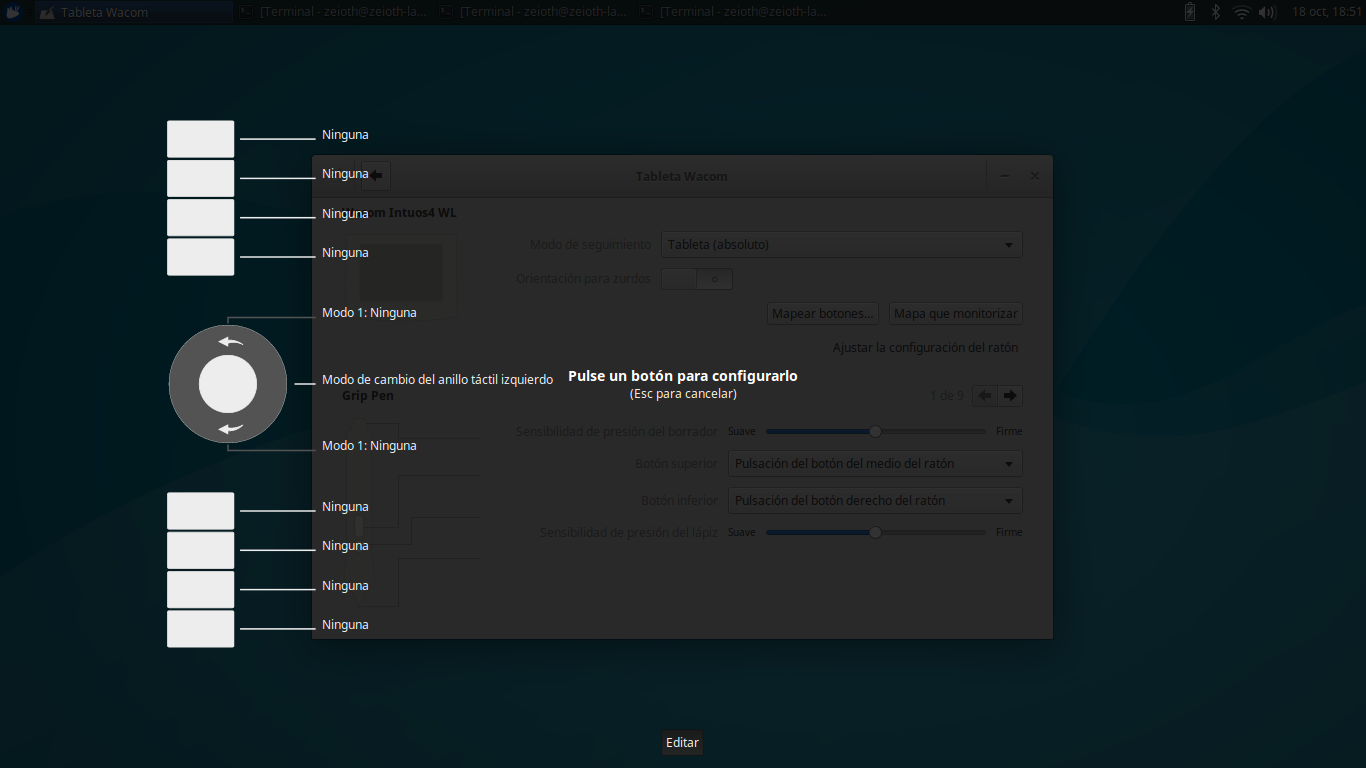 Tableta Wacom
[Terminal - zeioth@zeioth-la...
[Terminal - zeioth@zeioth-la...
[Terminal - zeioth@zeioth-la...
18 oct, 18:51
Ninguna
Ninguna
Ninguna
Ninguna
Modo 1: Ninguna
Modo de cambio del anillo táctil izquierdo
Modo 1: Ninguna
Ninguna
Ninguna
Ninguna
Ninguna
Tableta Wacom
Wacom Intuos4 WL
Modo de seguimiento
Tableta (absoluto)
Orientación para zurdos
Mapear botones...
Mapa que monitorizar
Ajustar la configuración del ratón
Pulse un botón para configurarlo
(Esc para cancelar)
Grip Pen
1 de 9
Sensibilidad de presión del borrador
Suave
Firme
Botón superior
Pulsación del botón del medio del ratón
Botón inferior
Pulsación del botón derecho del ratón
Sensibilidad de presión del lápiz
Suave
Firme
Editar